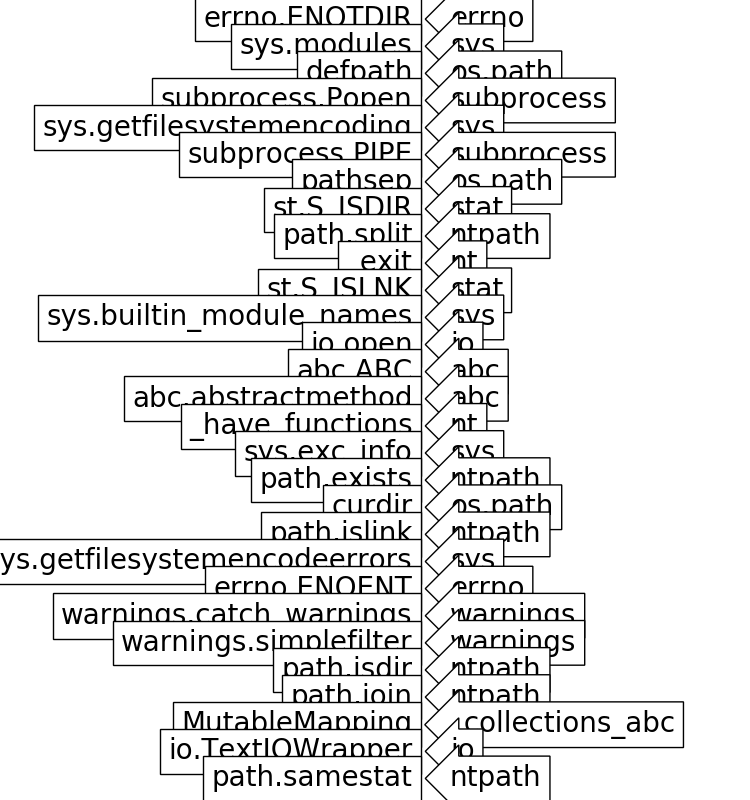 errno.ENOTDIR errno
sys.modules sys
defpath os.path
subprocess.Popen subprocess
sys.getfilesystemencoding sys
subprocess.PIPE subprocess
pathsep os.path
st.S_ISDIR stat
path.split ntpath
exit nt
st.S_ISLNK stat
sys.builtin_module_names sys
io.open io
abc.ABC abc
abc.abstractmethod abc
_have_functions nt
sys.exc_info sys
path.exists ntpath
curdir os.path
path.islink ntpath
ys.getfilesystemencodeerrors sys
errno.ENOENT errno
warnings.catch_warnings warnings
warnings.simplefilter warnings
path.isdir ntpath
path.join ntpath
MutableMapping collections_abc
io.TextIOWrapper io
path.samestat ntpath